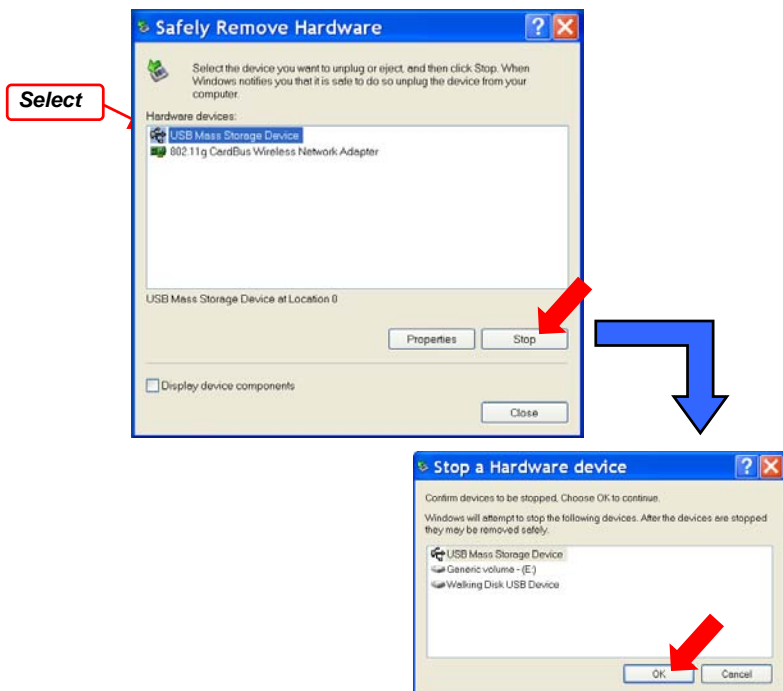 Safely Remove Hardware
Select the device you want to unplug or eject, and then click Stop. When
Windows notifies you that it is safe to do so unplug the device from your
computer.
Select
Hardware devices:
USB Mass Storage Device
802.11g CardBus Wireless Network Adapter
USB Mass Storage Device at Location 0
Properties
Stop
Display device components
Close
Stop a Hardware device
Confirm devices to be stopped, Choose OK to continue.
Windows will attempt to stop the following devices. After the devices are stopped
they may be removed safely.
USB Mass Storage Device
Generic volume - (E:)
Walking Disk USB Device
OK
Cancel